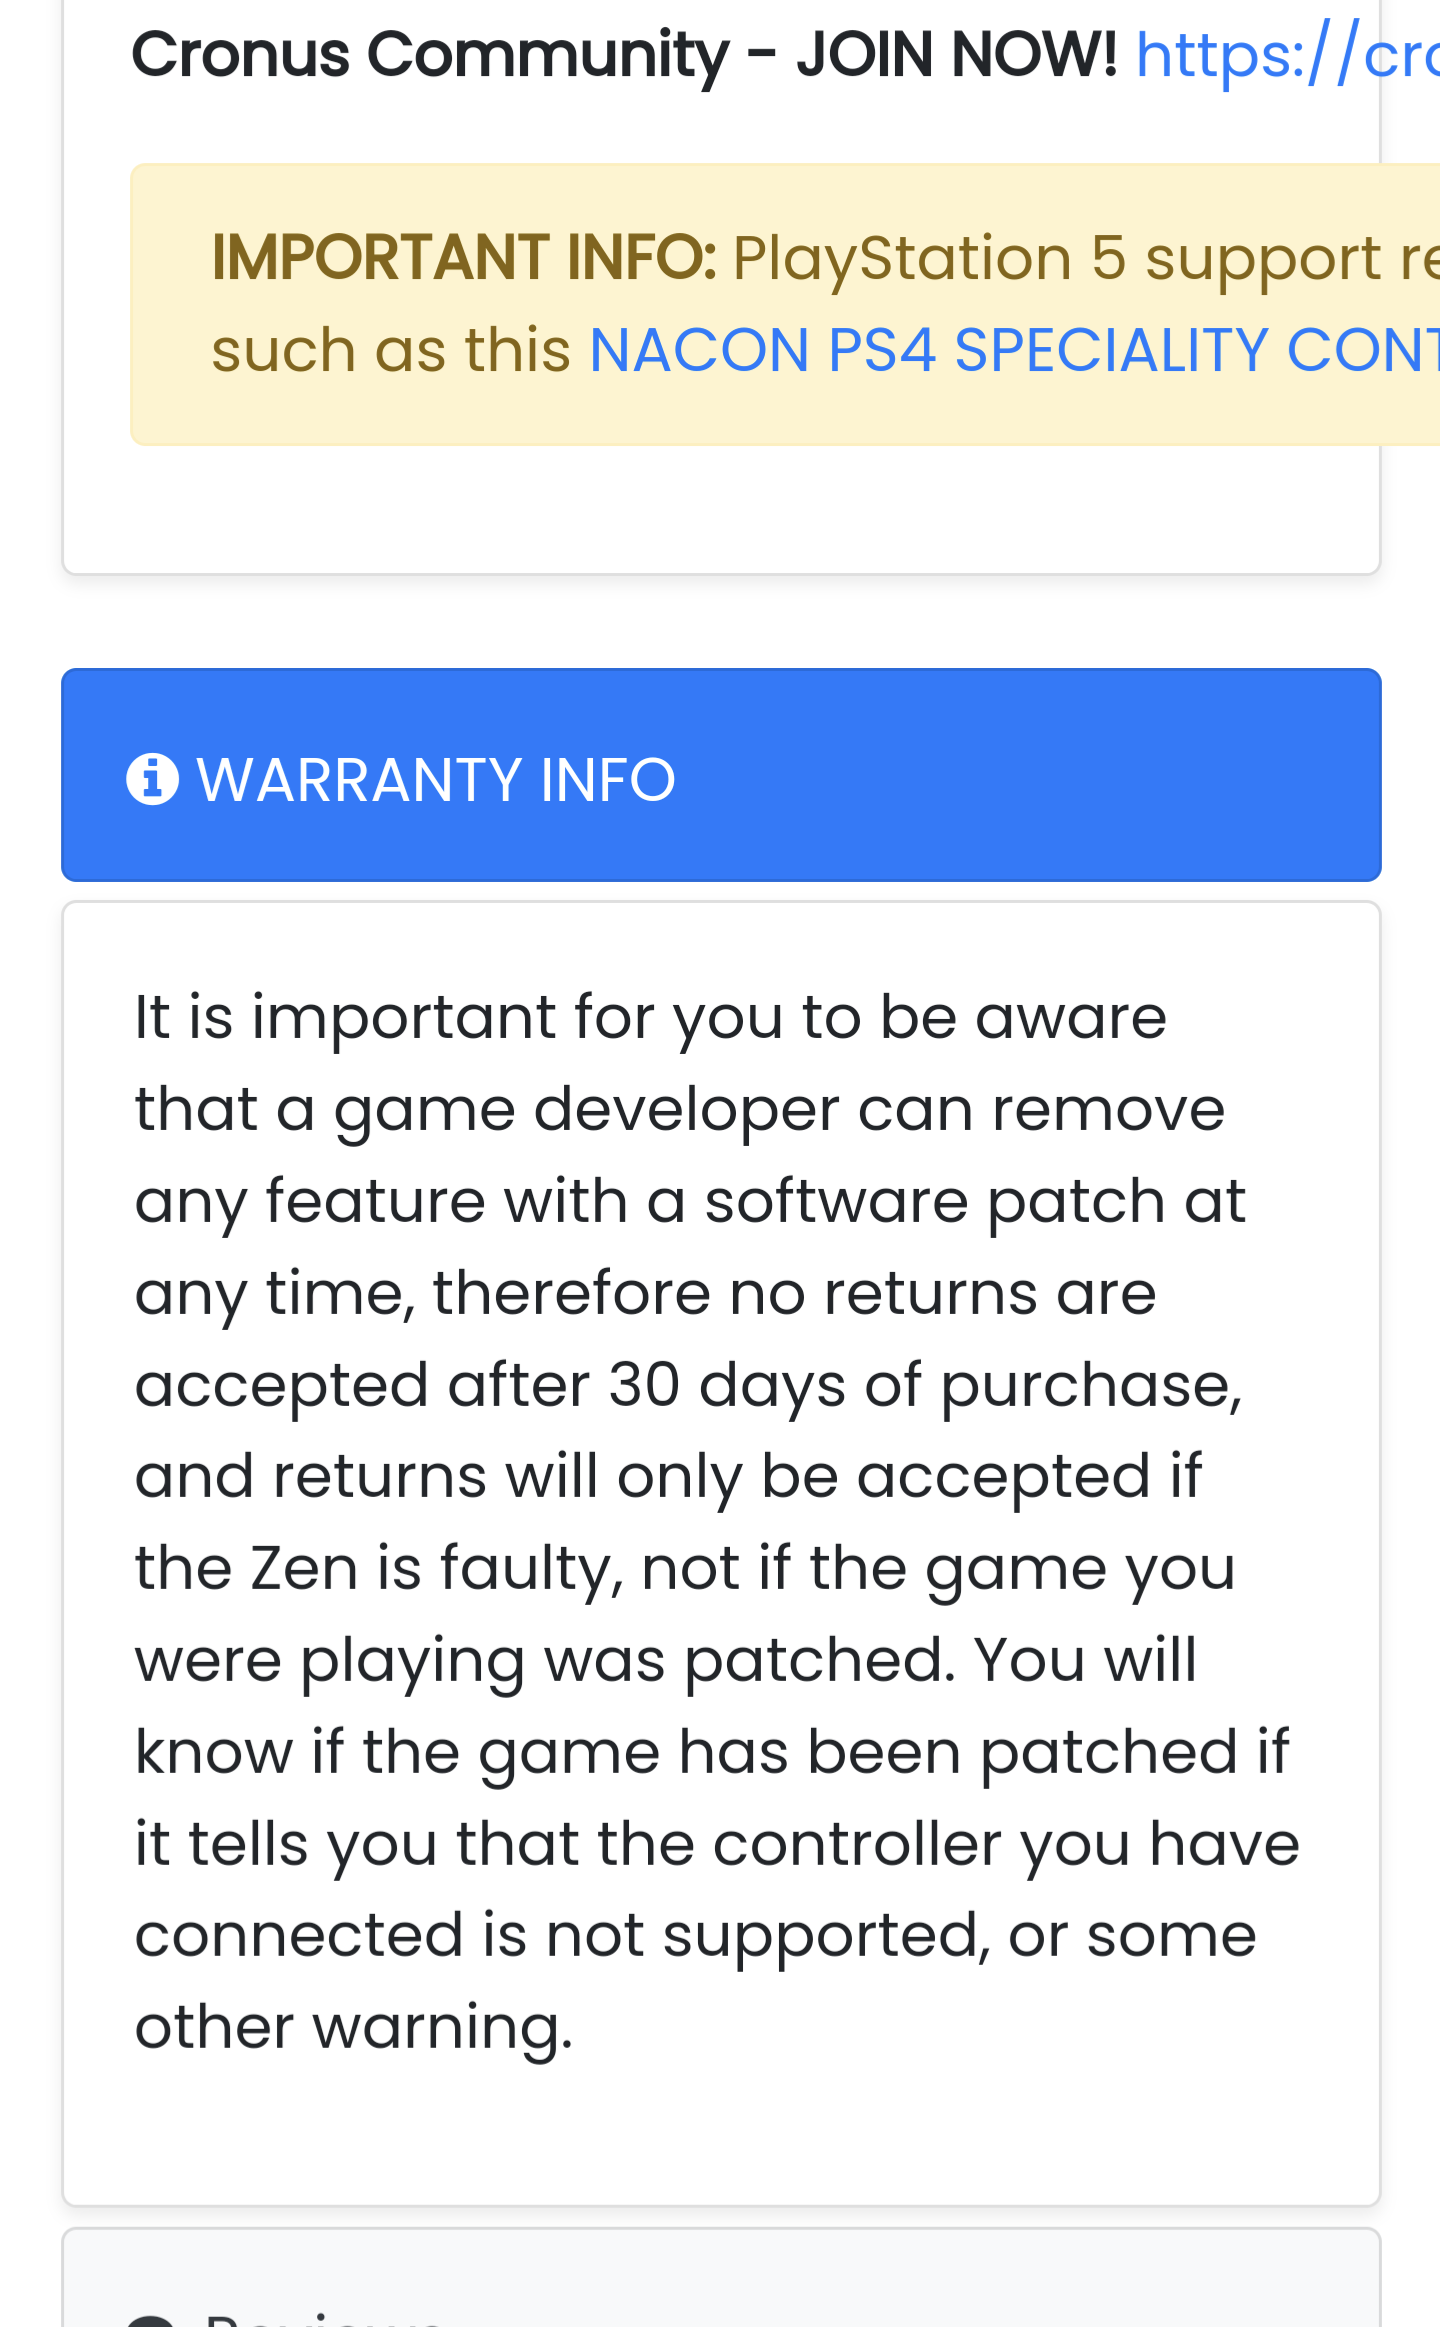 Cronus Community - JOIN NOW! https://cro
IMPORTANT INFO: PlayStation 5 support re
such as this NACON PS4 SPECIALITY CONT
WARRANTY INFO
It is important for you to be aware
that a game developer can remove
any feature with a software patch at
any time, therefore no returns are
accepted after 30 days of purchase,
and returns will only be accepted if
the Zen is faulty, not if the game you
were playing was patched. You will
know if the game has been patched if
it tells you that the controller you have
connected is not supported, or some
other warning.
Reviews